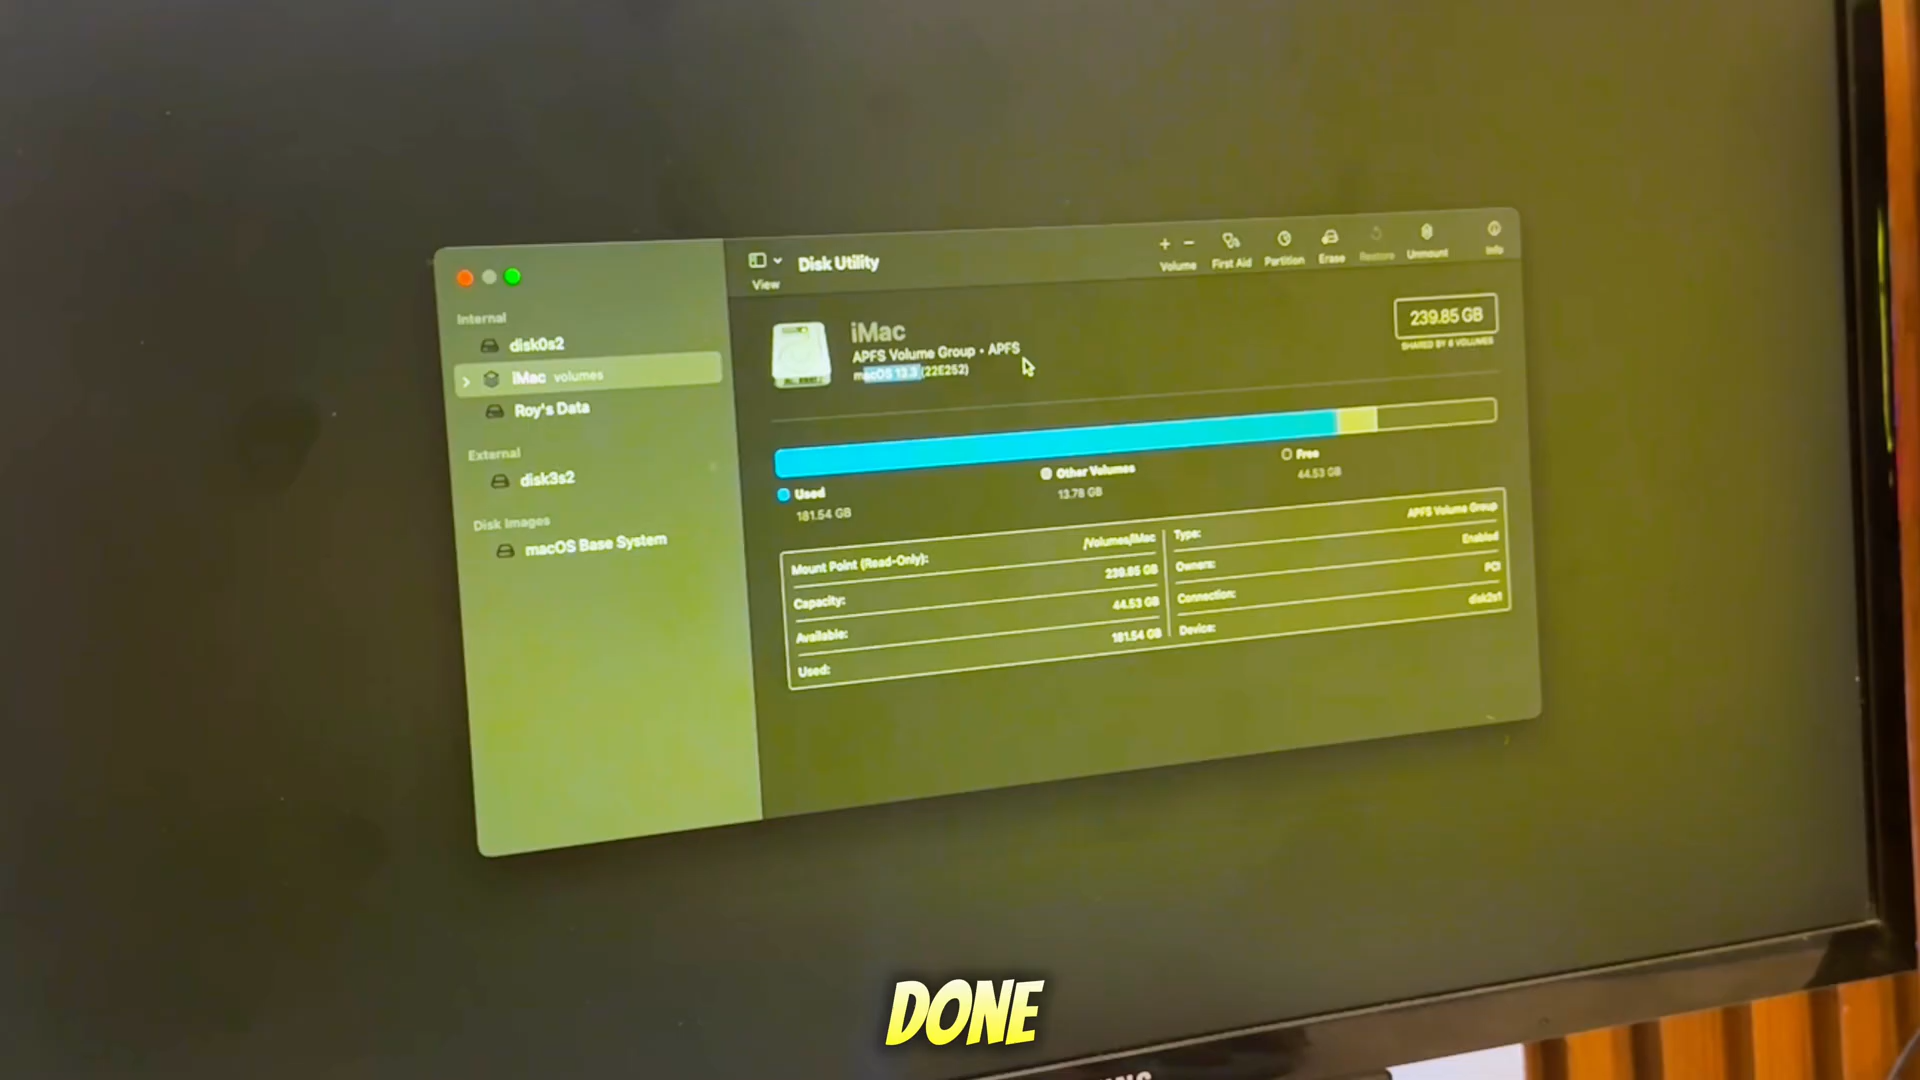 Disk Utility
View
+ −
Volume
First Aid
Partition
Erase
Restore
Unmount
Info
Internal
disk0s2
iMac volumes
Roy's Data
External
disk3s2
Disk Images
macOS Base System
iMac
APFS Volume Group • APFS
macOS 13.3 (22E252)
239.85 GB
SHARED BY 6 VOLUMES
Used
181.54 GB
Other Volumes
13.78 GB
Free
44.53 GB
Mount Point (Read-Only): /Volumes/iMac
Capacity: 239.85 GB
Available: 44.53 GB
Used: 181.54 GB
Type: APFS Volume Group
Owners: Enabled
Connection: PCI
Device: disk2s1
DONE